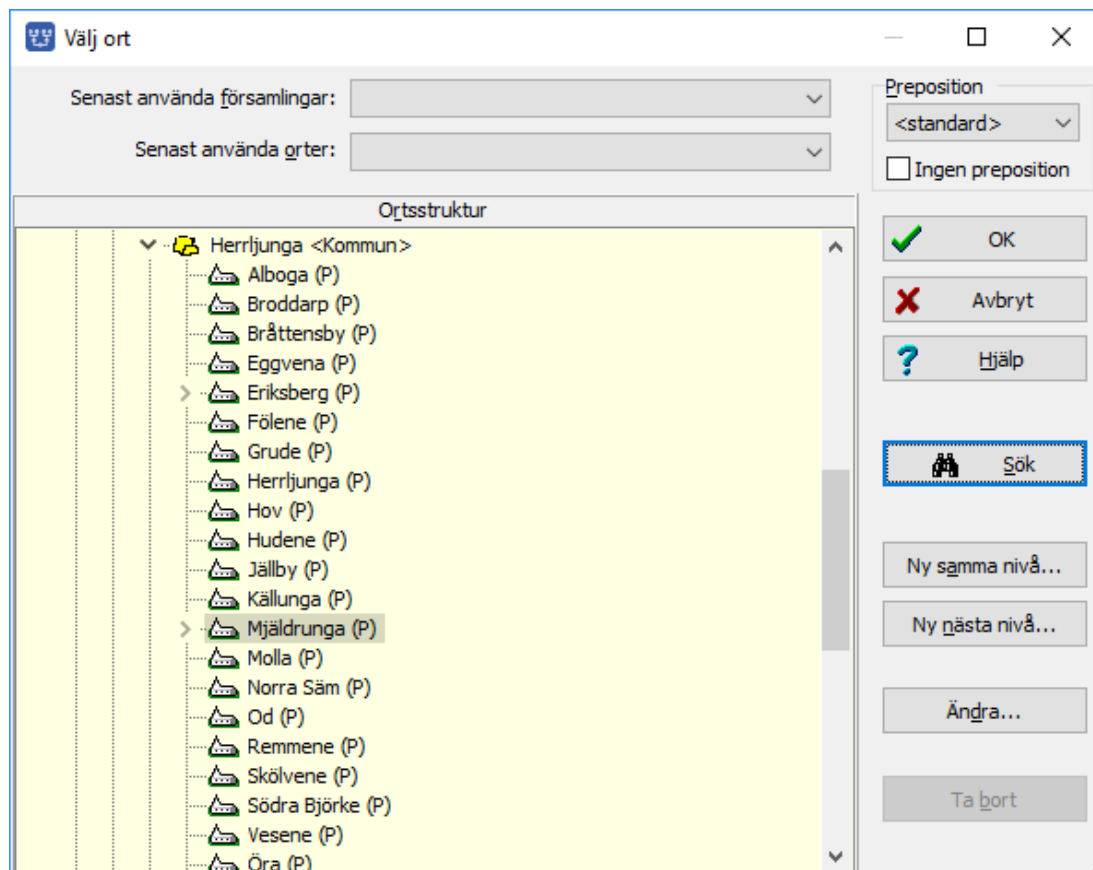 Välj ort
Senast använda församlingar:
Senast använda orter:
Preposition
<standard>
Ingen preposition
Ortsstruktur
Herrljunga <Kommun>
Alboga (P)
Broddarp (P)
Bråttensby (P)
Eggvena (P)
Eriksberg (P)
Fölene (P)
Grude (P)
Herrljunga (P)
Hov (P)
Hudene (P)
Jällby (P)
Källunga (P)
Mjäldrunga (P)
Molla (P)
Norra Säm (P)
Od (P)
Remmene (P)
Skölvene (P)
Södra Björke (P)
Vesene (P)
Öra (P)
OK
Avbryt
Hjälp
Sök
Ny samma nivå...
Ny nästa nivå...
Ändra...
Ta bort